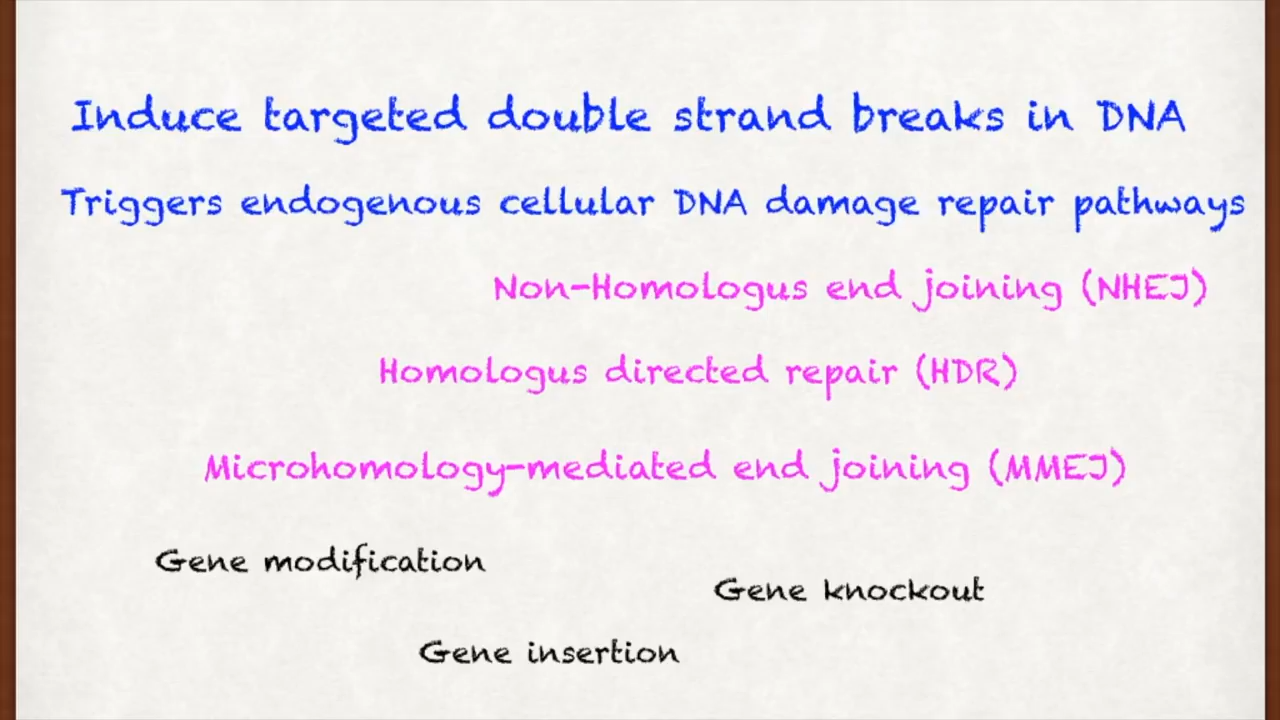 Induce targeted double strand breaks in DNA
Triggers endogenous cellular DNA damage repair pathways
Non-Homologus end joining (NHEJ)
Homologus directed repair (HDR)
Microhomology-mediated end joining (MMEJ)
Gene modification
Gene knockout
Gene insertion